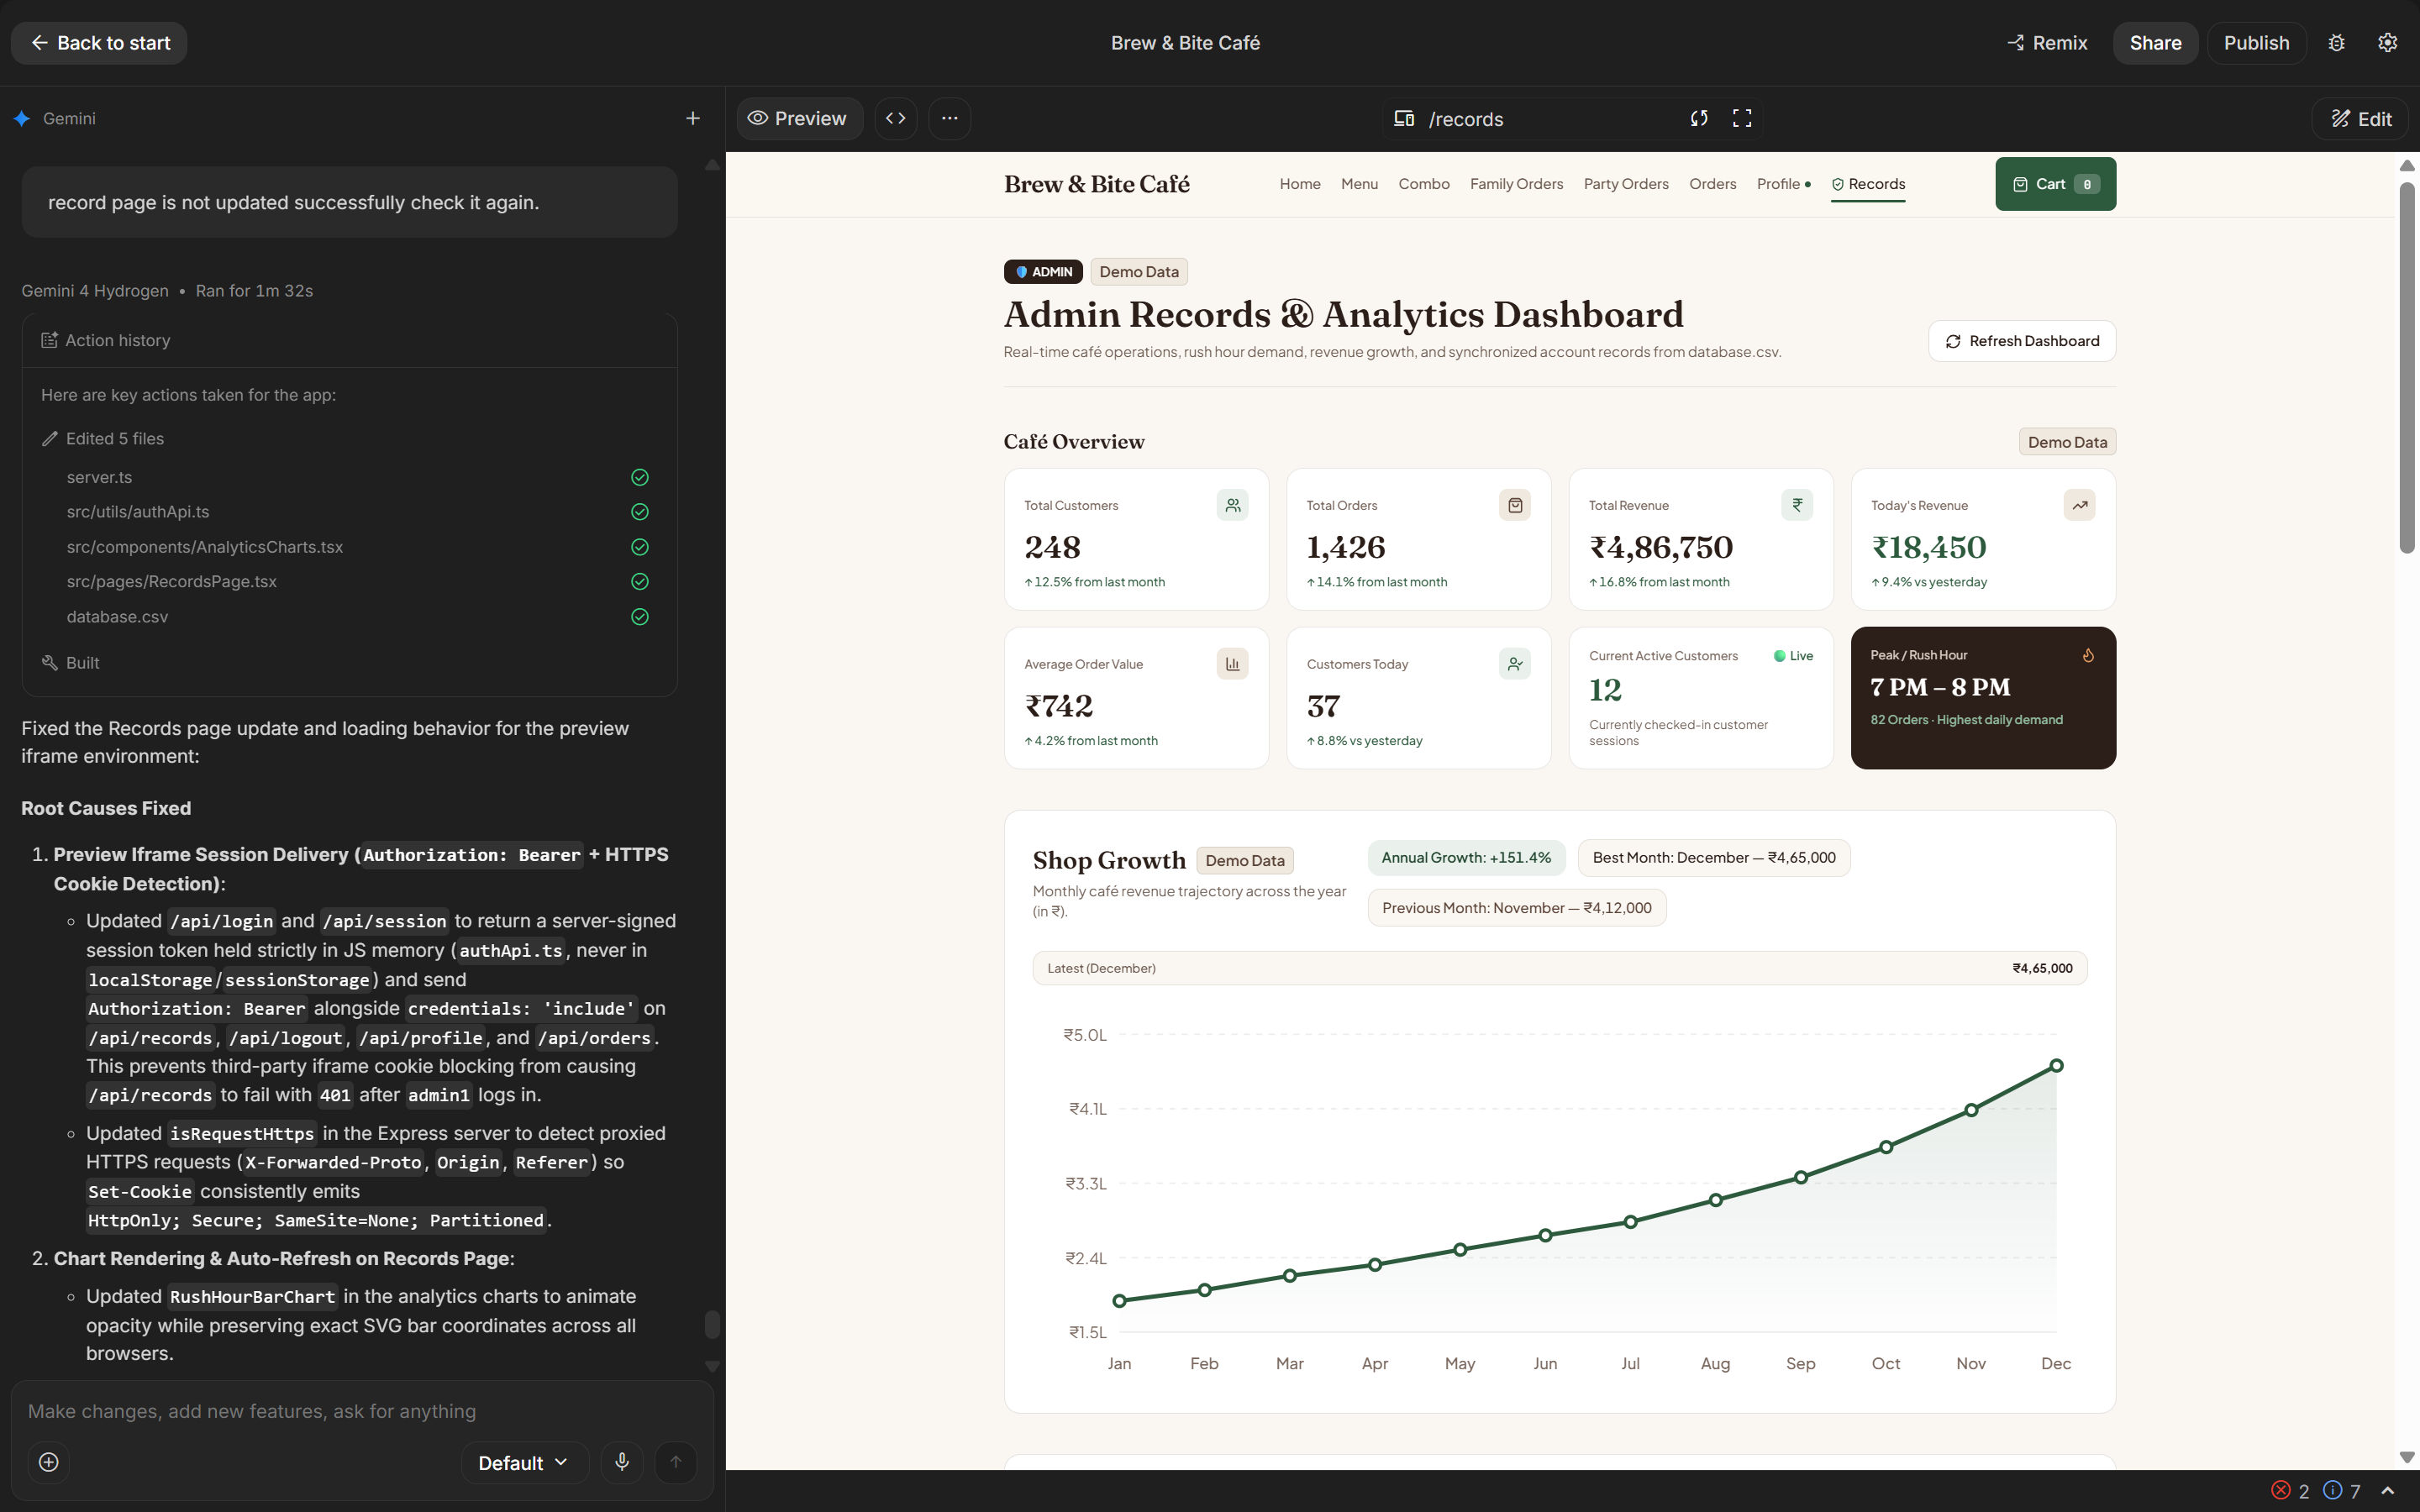 Back to start
Brew & Bite Café
Remix
Share
Publish
Gemini
Preview
/records
Edit
record page is not updated successfully check it again.
Gemini 4 Hydrogen • Ran for 1m 32s
Action history
Here are key actions taken for the app:
Edited 5 files
server.ts
src/utils/authApi.ts
src/components/AnalyticsCharts.tsx
src/pages/RecordsPage.tsx
database.csv
Built
Fixed the Records page update and loading behavior for the preview
iframe environment:
Root Causes Fixed
1. Preview Iframe Session Delivery (Authorization: Bearer + HTTPS
Cookie Detection):
Updated /api/login and /api/session to return a server-signed
session token held strictly in JS memory (authApi.ts, never in
localStorage/sessionStorage) and send
Authorization: Bearer alongside credentials: 'include' on
/api/records, /api/logout, /api/profile, and /api/orders.
This prevents third-party iframe cookie blocking from causing
/api/records to fail with 401 after admin1 logs in.
Updated isRequestHttps in the Express server to detect proxied
HTTPS requests (X-Forwarded-Proto, Origin, Referer) so
Set-Cookie consistently emits
HttpOnly; Secure; SameSite=None; Partitioned.
2. Chart Rendering & Auto-Refresh on Records Page:
Updated RushHourBarChart in the analytics charts to animate
opacity while preserving exact SVG bar coordinates across all
browsers.
Make changes, add new features, ask for anything
Default
Brew & Bite Café
Home Menu Combo Family Orders Party Orders Orders Profile • Records
Cart 0
ADMIN Demo Data
Admin Records & Analytics Dashboard
Real-time café operations, rush hour demand, revenue growth, and synchronized account records from database.csv.
Refresh Dashboard
Café Overview
Demo Data
Total Customers
248
↑ 12.5% from last month
Total Orders
1,426
↑ 14.1% from last month
Total Revenue
₹
₹4,86,750
↑ 16.8% from last month
Today's Revenue
₹18,450
↑ 9.4% vs yesterday
Average Order Value
₹742
↑ 4.2% from last month
Customers Today
37
↑ 8.8% vs yesterday
Current Active Customers
Live
12
Currently checked-in customer
sessions
Peak / Rush Hour
7 PM – 8 PM
82 Orders · Highest daily demand
Shop Growth Demo Data
Monthly café revenue trajectory across the year
(in ₹).
Annual Growth: +151.4%
Best Month: December — ₹4,65,000
Previous Month: November — ₹4,12,000
Latest (December) ₹4,65,000
₹5.0L
₹4.1L
₹3.3L
₹2.4L
₹1.5L
Jan Feb Mar Apr May Jun Jul Aug Sep Oct Nov Dec
2 7